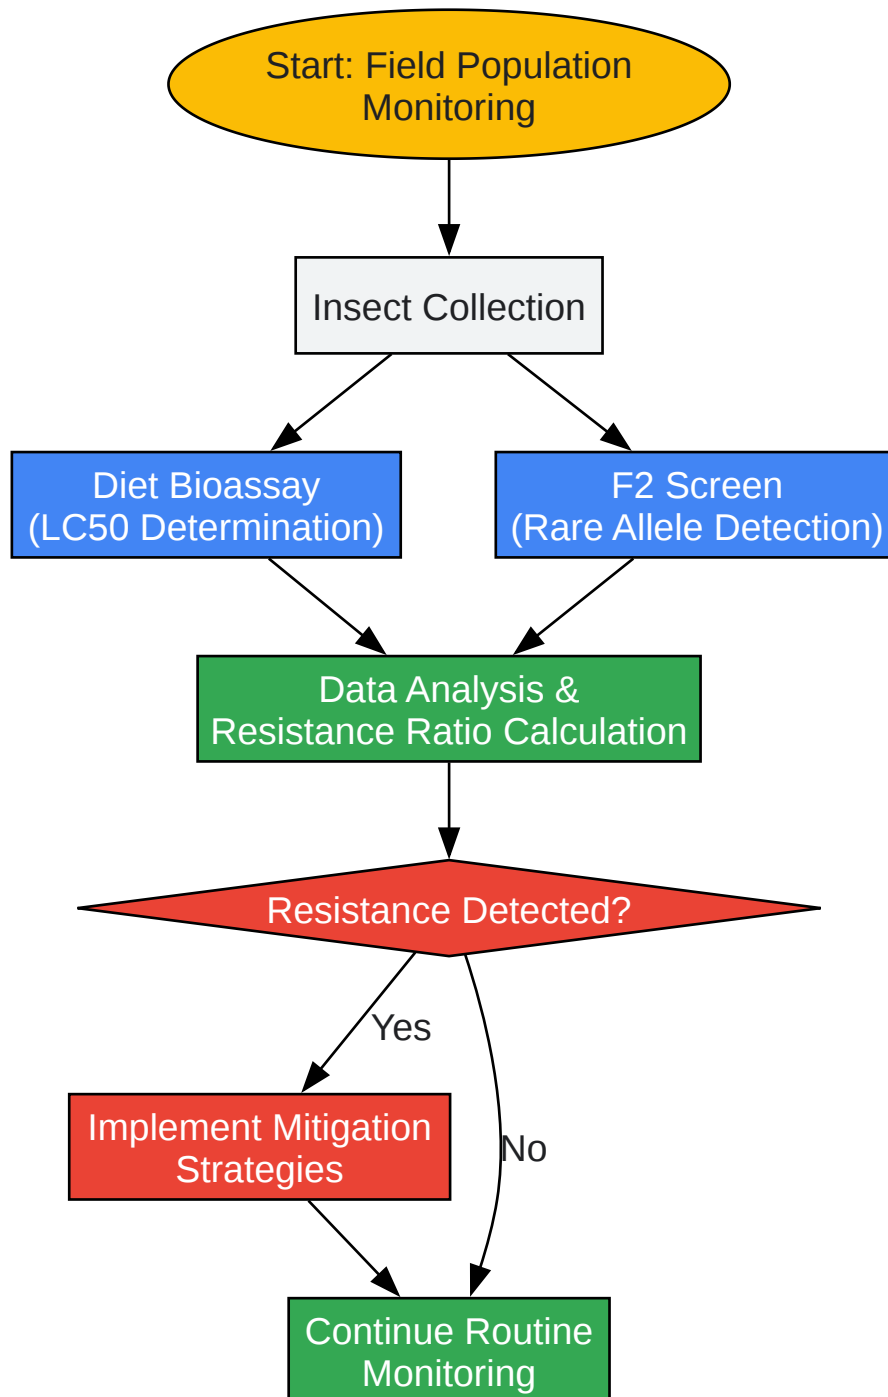 Start: Field Population
Monitoring
Insect Collection
Diet Bioassay
(LC50 Determination)
F2 Screen
(Rare Allele Detection)
Data Analysis &
Resistance Ratio Calculation
Resistance Detected?
Yes
Implement Mitigation
Strategies
No
Continue Routine
Monitoring